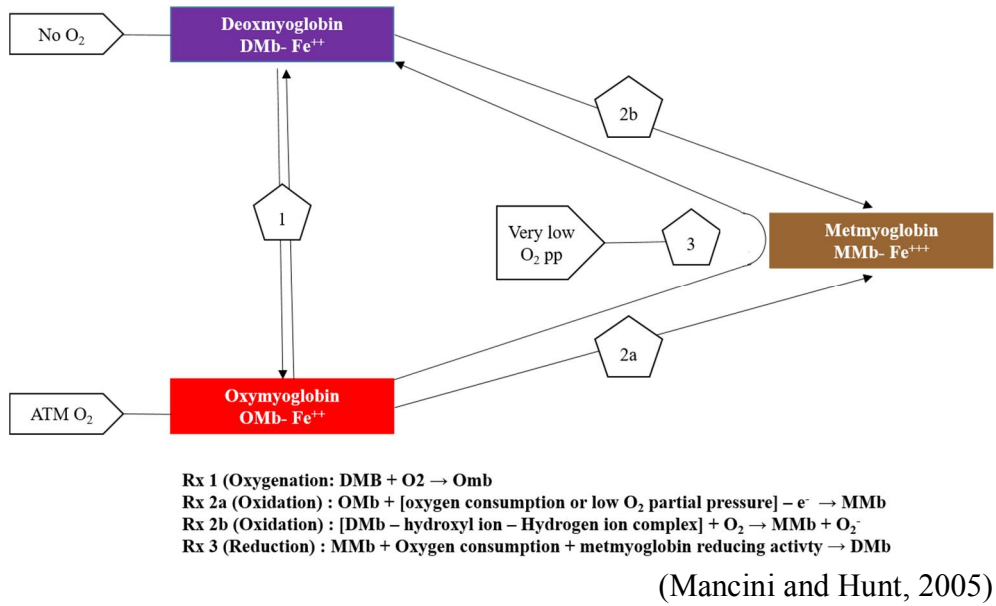 No O₂
Deoxmyoglobin
DMb- Fe⁺⁺
2b
1
Very low
O₂ pp
3
Metmyoglobin
MMb- Fe⁺⁺⁺
2a
ATM O₂
Oxymyoglobin
OMb- Fe⁺⁺
Rx 1 (Oxygenation: DMB + O2 → Omb
Rx 2a (Oxidation) : OMb + [oxygen consumption or low O₂ partial pressure] – e⁻ → MMb
Rx 2b (Oxidation) : [DMb – hydroxyl ion – Hydrogen ion complex] + O₂ → MMb + O₂⁻
Rx 3 (Reduction) : MMb + Oxygen consumption + metmyoglobin reducing activty → DMb
(Mancini and Hunt, 2005)